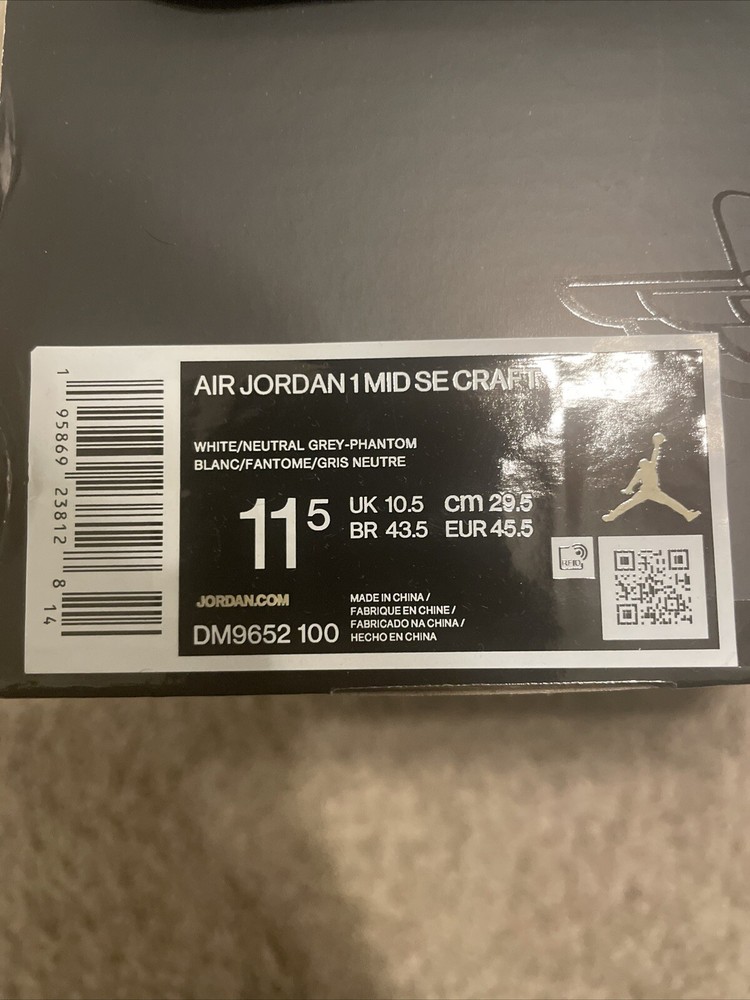 AIR JORDAN 1 MID SE CRAFT
WHITE/NEUTRAL GREY-PHANTOM
BLANC/FANTOME/GRIS NEUTRE
11 5
UK 10.5 cm 29.5
BR 43.5 EUR 45.5
RFID
JORDAN.COM
DM9652 100
MADE IN CHINA /
FABRIQUE EN CHINE /
FABRICADO NA CHINA /
HECHO EN CHINA
1 95869 23812 8 14